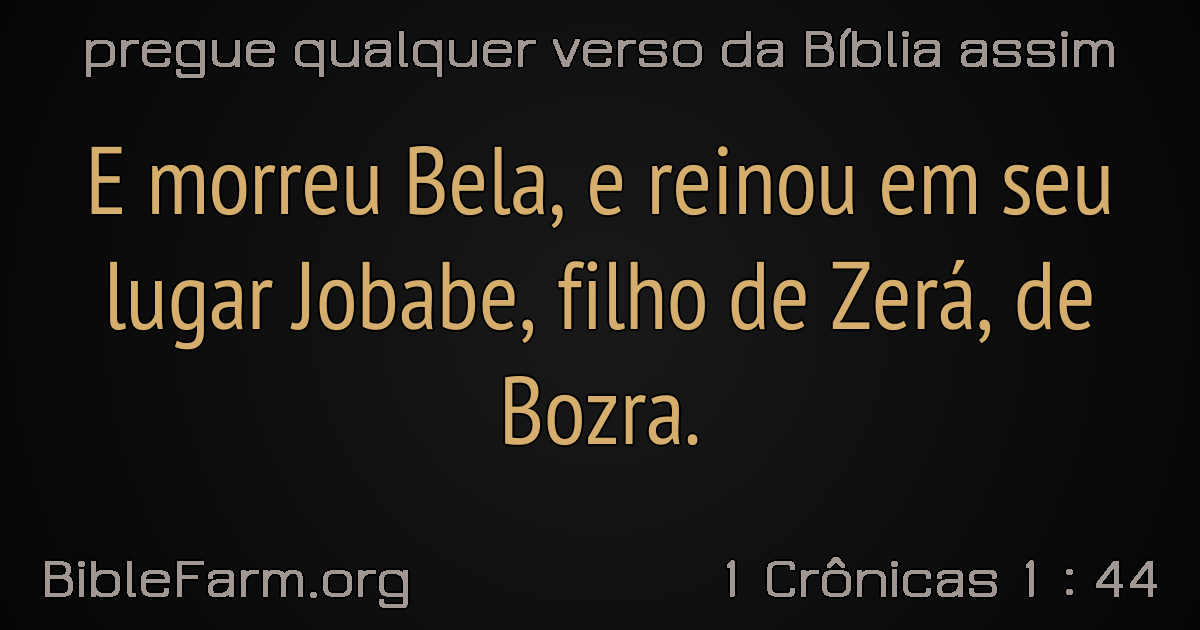 pregue qualquer verso da Bíblia assim
E morreu Bela, e reinou em seu
lugar Jobabe, filho de Zerá, de
Bozra.
BibleFarm.org
1 Crônicas 1 : 44